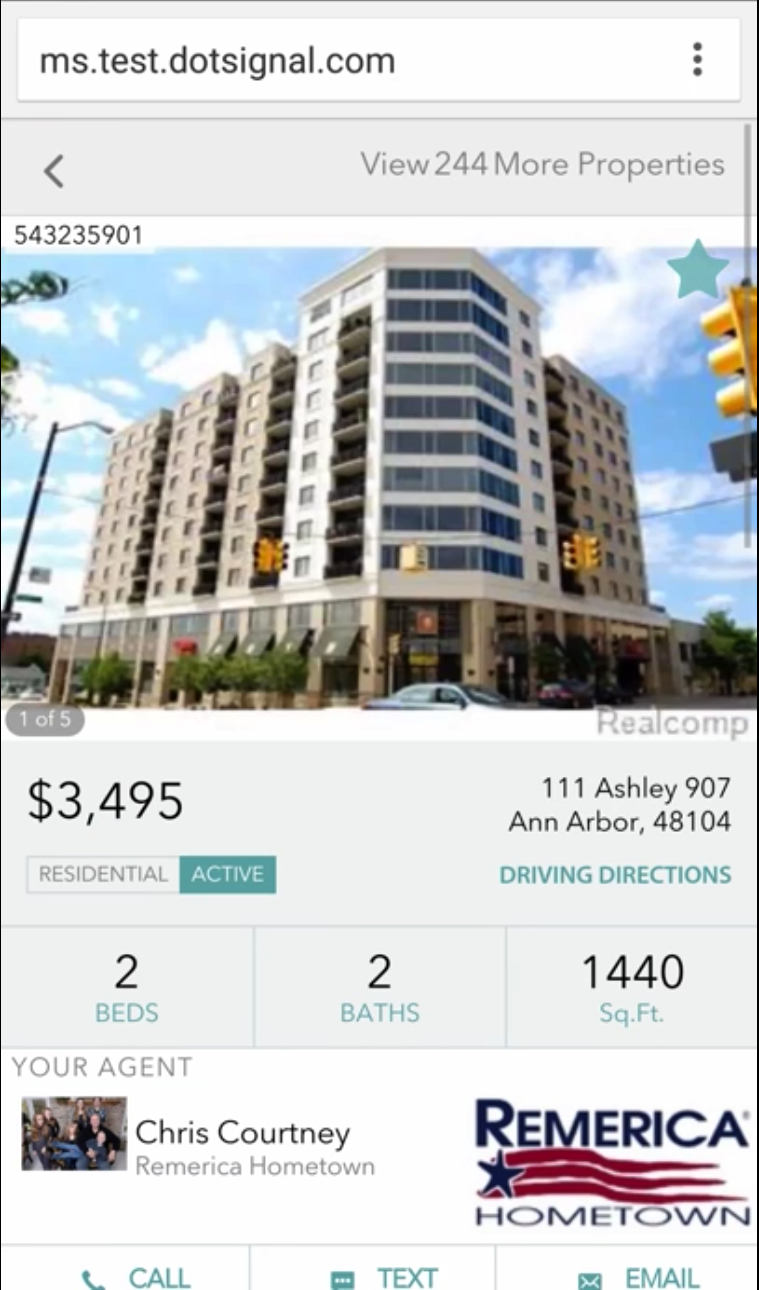 ms.test.dotsignal.com
View 244 More Properties
543235901
1 of 5
Realcomp
$3,495
111 Ashley 907
Ann Arbor, 48104
RESIDENTIAL ACTIVE
DRIVING DIRECTIONS
2 2 1440
BEDS BATHS Sq.Ft.
YOUR AGENT
Chris Courtney
Remerica Hometown
REMERICA
HOMETOWN
CALL TEXT EMAIL